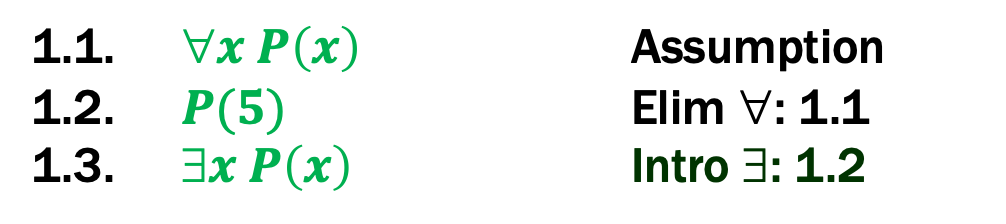 1.1. ∀x P(x) Assumption
1.2. P(5) Elim ∀: 1.1
1.3. ∃x P(x) Intro ∃: 1.2